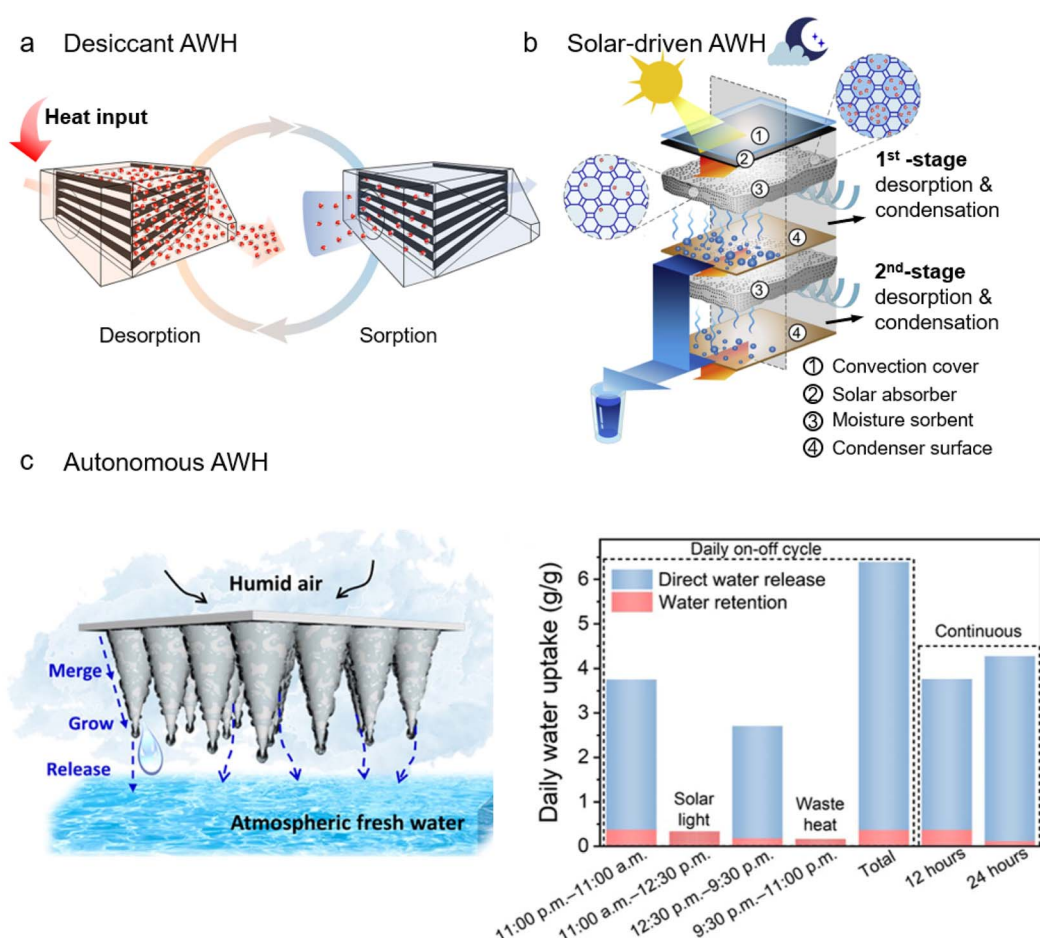 a Desiccant AWH
Heat input
Desorption
Sorption
b Solar-driven AWH
1
2
3
4
3
4
1st -stage
desorption &
condensation
2nd-stage
desorption &
condensation
1 Convection cover
2 Solar absorber
3 Moisture sorbent
4 Condenser surface
c Autonomous AWH
Humid air
Merge
Grow
Release
Atmospheric fresh water
Daily water uptake (g/g)
6
5
4
3
2
1
0
Daily on-off cycle
Direct water release
Water retention
Continuous
Solar
light
Waste
heat
11:00 p.m.–11:00 a.m.
11:00 a.m.–12:30 p.m.
12:30 p.m.–9:30 p.m.
9:30 p.m.–11:00 p.m.
Total
12 hours
24 hours